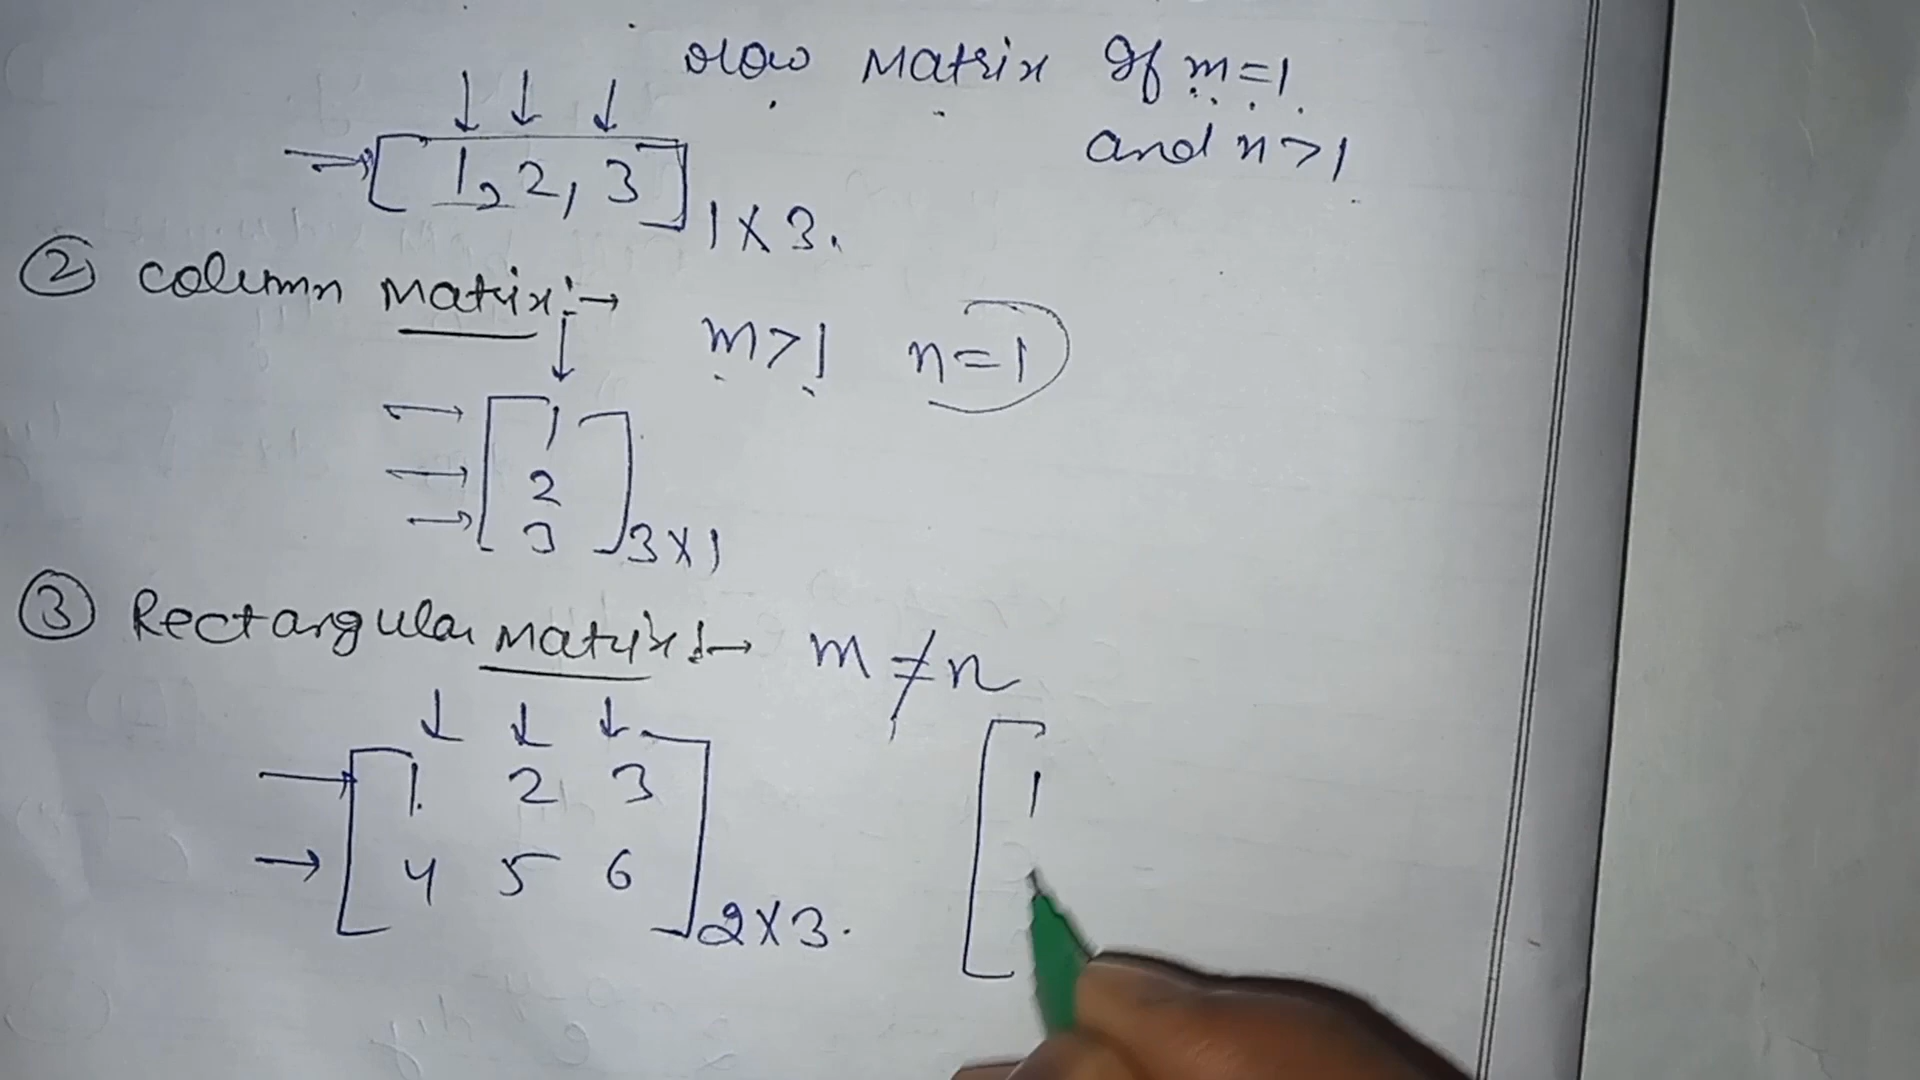 row Matrix If m=1
and n>1
[ 1, 2, 3 ] 1×3.
② column Matrix:→
m>1 n=1
1
2
3
3×1
③ Rectangular Matrix:→ m≠n
1 2 3
4 5 6
2×3.
1